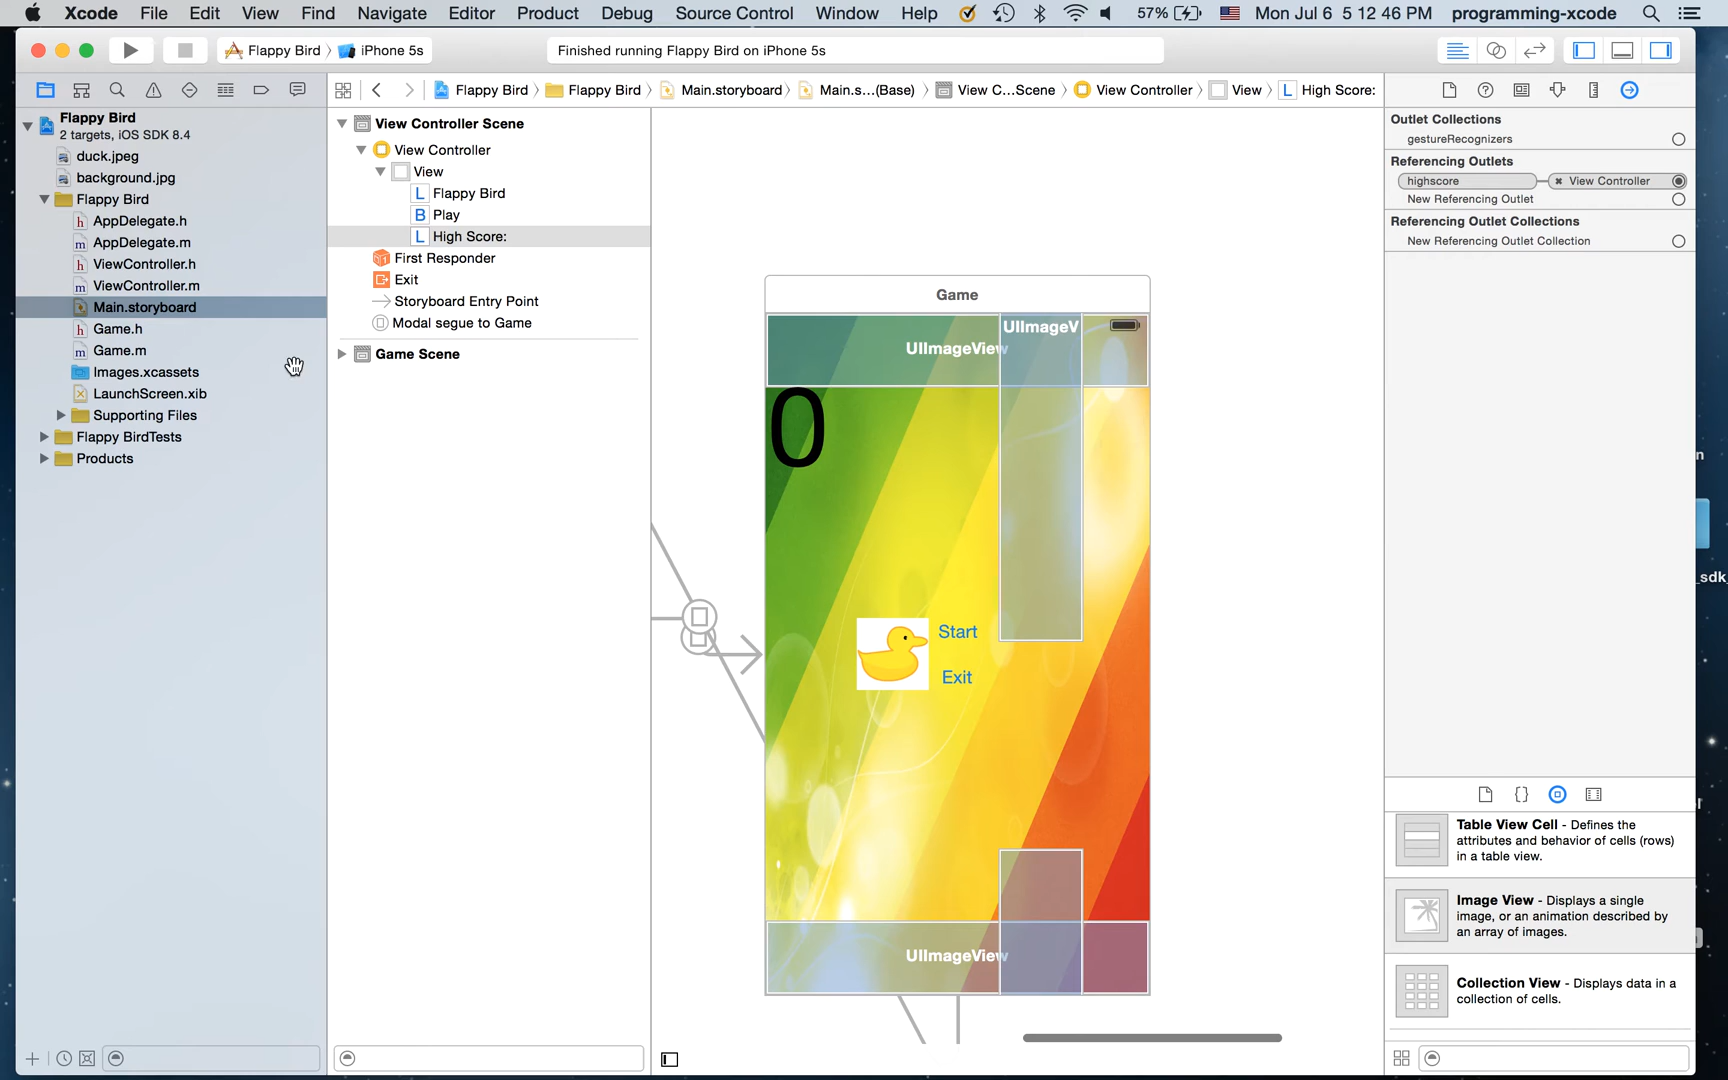 Xcode File Edit View Find Navigate Editor Product Debug Source Control Window Help 57% Mon Jul 6 5 12 46 PM programming-xcode
Flappy Bird iPhone 5s
Finished running Flappy Bird on iPhone 5s
Flappy Bird Flappy Bird Main.storyboard Main.s...(Base) View C...Scene View Controller View L High Score:
Flappy Bird
2 targets, iOS SDK 8.4
duck.jpeg
background.jpg
Flappy Bird
h AppDelegate.h
m AppDelegate.m
h ViewController.h
m ViewController.m
Main.storyboard
h Game.h
m Game.m
Images.xcassets
LaunchScreen.xib
Supporting Files
Flappy BirdTests
Products
View Controller Scene
View Controller
View
L Flappy Bird
B Play
L High Score:
First Responder
Exit
Storyboard Entry Point
Modal segue to Game
Game Scene
Game
UIImageV
UIImageView
0
Start
Exit
UIImageView
Outlet Collections
gestureRecognizers
Referencing Outlets
highscore View Controller
New Referencing Outlet
Referencing Outlet Collections
New Referencing Outlet Collection
{}
Table View Cell - Defines the
attributes and behavior of cells (rows)
in a table view.
Image View - Displays a single
image, or an animation described by
an array of images.
Collection View - Displays data in a
collection of cells.
n
_sdk_